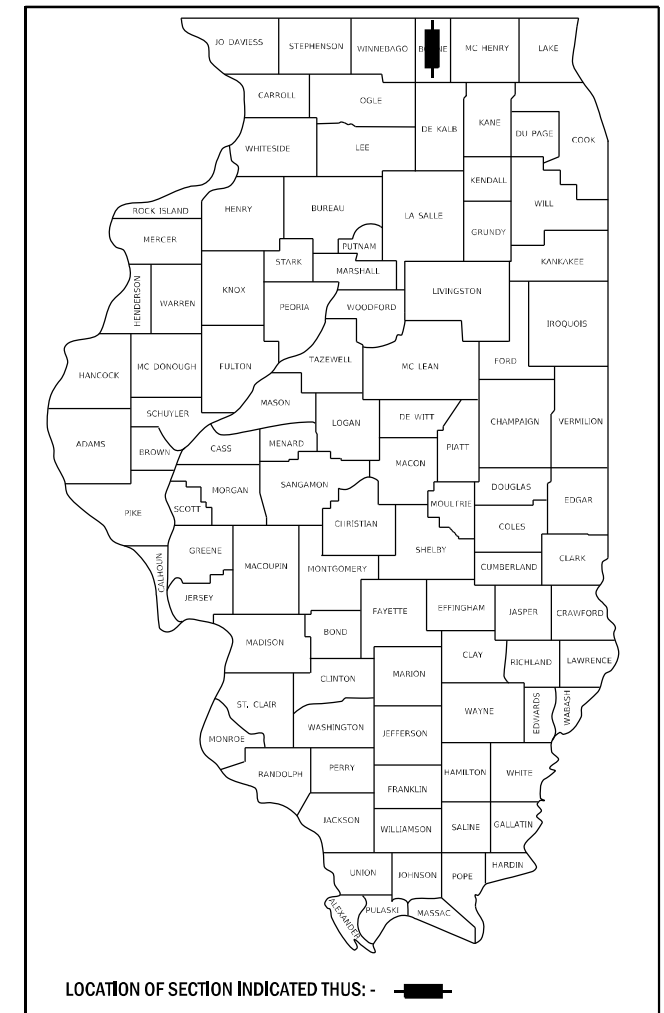 JO DAVIESS
STEPHENSON
WINNEBAGO
MC HENRY
LAKE
CARROLL
OGLE
DE KALB
KANE
DU PAGE
COOK
WHITESIDE
LEE
KENDALL
WILL
ROCK ISLAND
HENRY
BUREAU
LA SALLE
GRUNDY
MERCER
PUTNAM
STARK
MARSHALL
KANKAKEE
HENDERSON
WARREN
KNOX
PEORIA
WOODFORD
LIVINGSTON
IROQUOIS
HANCOCK
MC DONOUGH
FULTON
TAZEWELL
MC LEAN
FORD
SCHUYLER
MASON
LOGAN
DE WITT
CHAMPAIGN
VERMILION
ADAMS
BROWN
CASS
MENARD
PIATT
MACON
PIKE
SCOTT
MORGAN
SANGAMON
CHRISTIAN
MOULTRIE
DOUGLAS
EDGAR
COLES
CALHOUN
GREENE
MACOUPIN
MONTGOMERY
SHELBY
CUMBERLAND
CLARK
JERSEY
FAYETTE
EFFINGHAM
JASPER
CRAWFORD
MADISON
BOND
CLAY
RICHLAND
LAWRENCE
CLINTON
MARION
ST. CLAIR
WASHINGTON
JEFFERSON
WAYNE
EDWARDS
WABASH
MONROE
RANDOLPH
PERRY
FRANKLIN
HAMILTON
WHITE
JACKSON
WILLIAMSON
SALINE
GALLATIN
UNION
JOHNSON
POPE
HARDIN
ALEXANDER
PULASKI
MASSAC
LOCATION OF SECTION INDICATED THUS: -